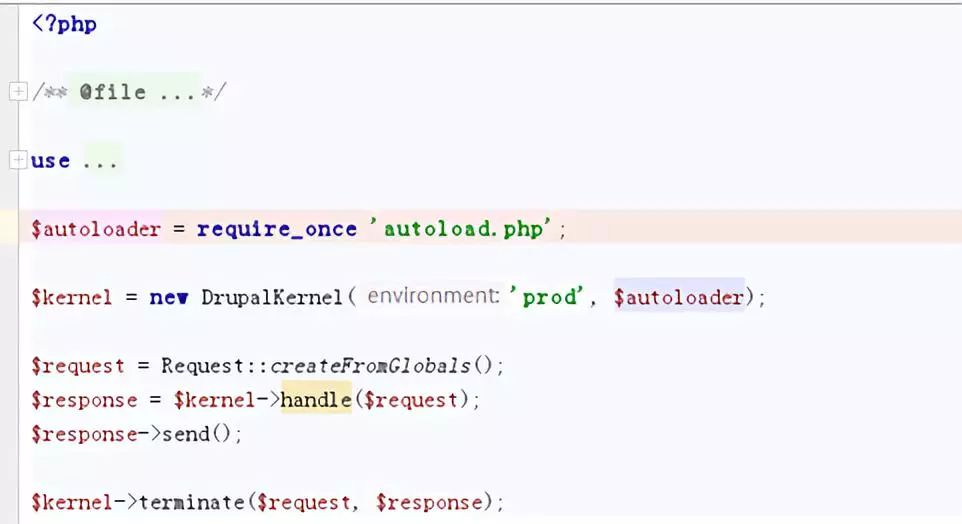 <?php
/** @file ...*/
use ...
$autoloader = require_once 'autoload.php';
$kernel = new DrupalKernel( environment: 'prod', $autoloader);
$request = Request::createFromGlobals();
$response = $kernel->handle($request);
$response->send();
$kernel->terminate($request, $response);